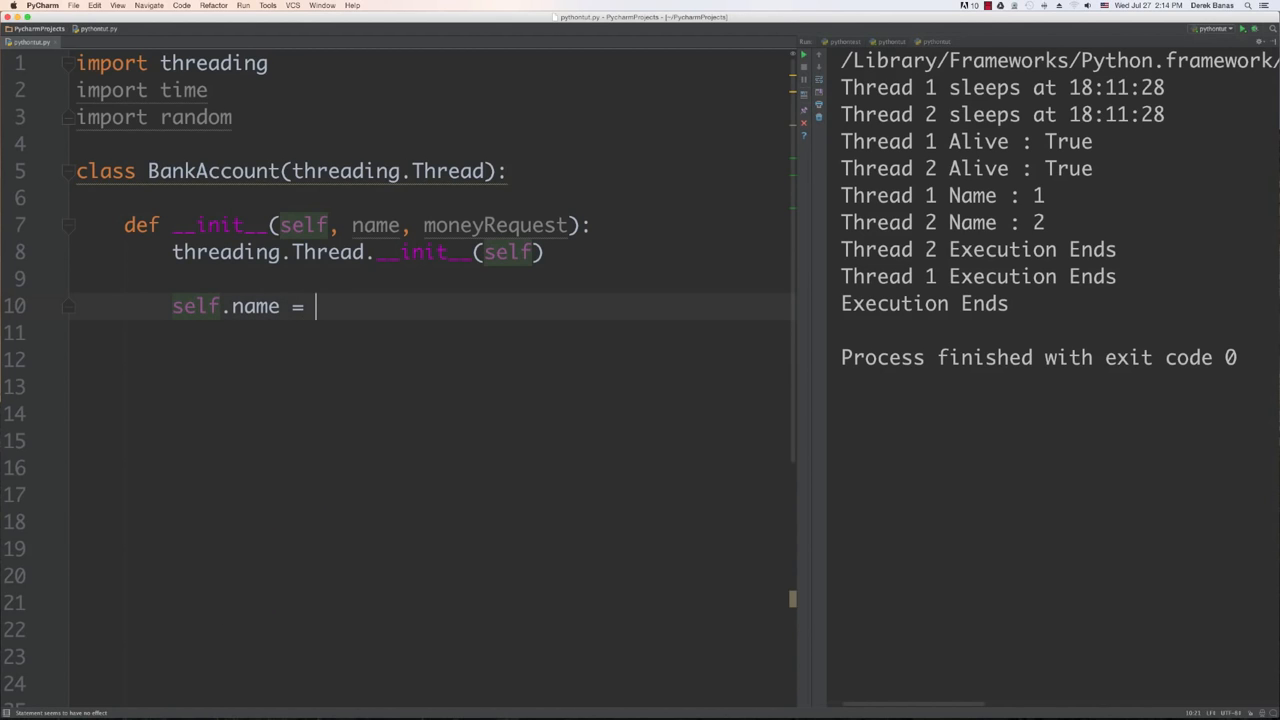 PyCharm File Edit View Navigate Code Refactor Run Tools VCS Window Help
10 Wed Jul 27 2:14 PM Derek Banas
pythontut.py - PycharmProjects - [~/PycharmProjects]
PycharmProjects pythontut.py
pythontut
pythontut.py
Run: pythontest pythontut pythontut
1 import threading
2 import time
3 import random
4
5 class BankAccount(threading.Thread):
6
7 def __init__(self, name, moneyRequest):
8 threading.Thread.__init__(self)
9
10 self.name =
11
12
13
14
15
16
17
18
19
20
21
22
23
24
25
/Library/Frameworks/Python.framework/
Thread 1 sleeps at 18:11:28
Thread 2 sleeps at 18:11:28
Thread 1 Alive : True
Thread 2 Alive : True
Thread 1 Name : 1
Thread 2 Name : 2
Thread 2 Execution Ends
Thread 1 Execution Ends
Execution Ends
Process finished with exit code 0
Statement seems to have no effect
10:21 LF≑ UTF-8≑